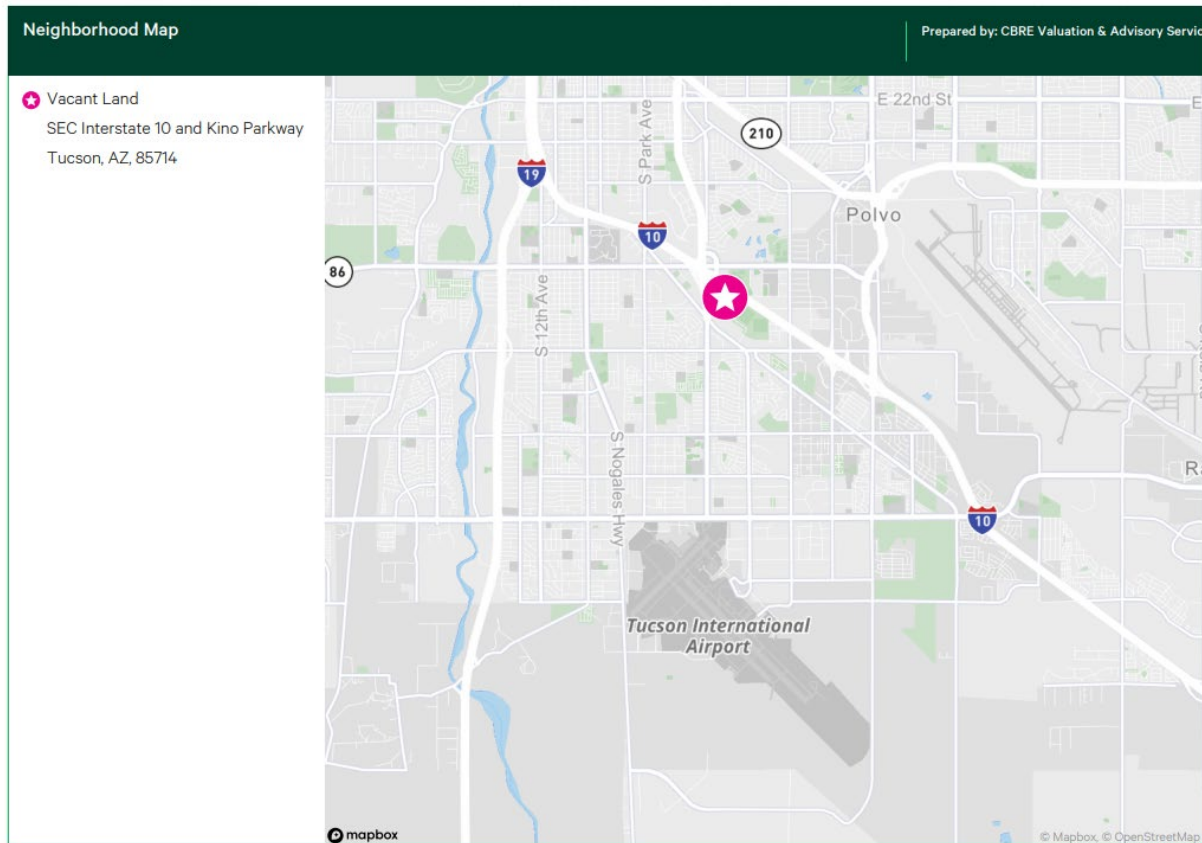 Neighborhood Map
Prepared by: CBRE Valuation & Advisory Servic
Vacant Land
SEC Interstate 10 and Kino Parkway
Tucson, AZ, 85714
E 22nd St
E
S Park Ave
210
19
Polvo
10
86
S 12th Ave
S Nogales Hwy
Ra
10
Tucson International
Airport
mapbox
© Mapbox, © OpenStreetMap